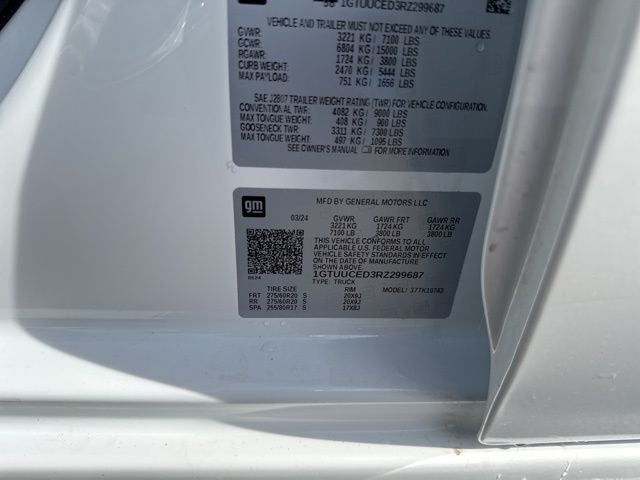 1GTUUCED3RZ299687
VEHICLE AND TRAILER MUST NOT EXCEED ANY OF THESE RATINGS
GVWR: 3221 KG / 7100 LBS
GCWR: 6804 KG / 15000 LBS
RGAWR: 1724 KG / 3800 LBS
CURB WEIGHT: 2470 KG / 5444 LBS
MAX PAYLOAD: 751 KG / 1656 LBS
SAE J2807 TRAILER WEIGHT RATING (TWR) FOR VEHICLE CONFIGURATION.
CONVENTIONAL TWR: 4082 KG / 9000 LBS
MAX TONGUE WEIGHT: 408 KG / 900 LBS
GOOSENECK TWR 3311 KG / 7300 LBS
MAX TONGUE WEIGHT: 497 KG / 1095 LBS
SEE OWNER'S MANUAL FOR MORE INFORMATION
gm
MFD BY GENERAL MOTORS LLC
03/24 GVWR GAWR FRT GAWR RR
3221 KG 1724 KG 1724 KG
7100 LB 3800 LB 3800 LB
THIS VEHICLE CONFORMS TO ALL
APPLICABLE U.S. FEDERAL MOTOR
VEHICLE SAFETY STANDARDS IN EFFECT
ON THE DATE OF MANUFACTURE SHOWN ABOVE.
1GTUUCED3RZ299687
TYPE: TRUCK
TIRE SIZE RIM MODEL:
FRT 275/60R20 S 20X9J
RR 275/60R20 S 20X9J
SPA 255/80R17 S 17X8J